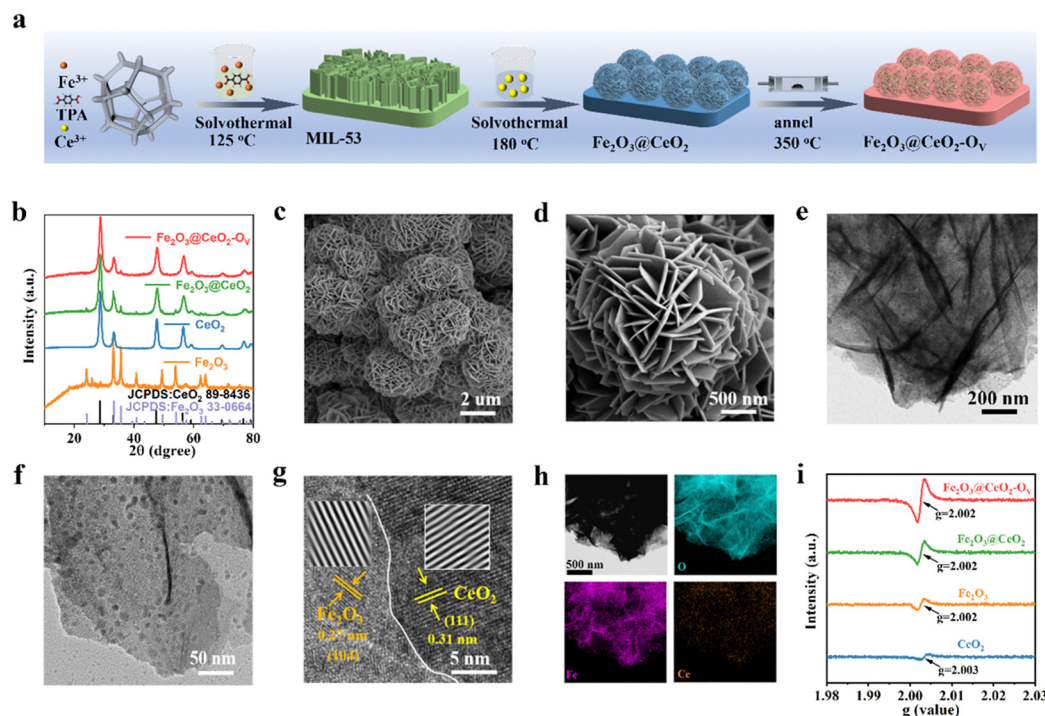 a
Fe³⁺
TPA
Ce³⁺
Solvothermal
125 °C
MIL-53
Solvothermal
180 °C
Fe₂O₃@CeO₂
annel
350 °C
Fe₂O₃@CeO₂-Oᵥ
b
Intensity (a.u.)
Fe₂O₃@CeO₂-Oᵥ
Fe₂O₃@CeO₂
CeO₂
Fe₂O₃
JCPDS:CeO₂ 89-8436
JCPDS:Fe₂O₃ 33-0664
20 40 60 80
2θ (dgree)
c
2 um
d
500 nm
e
200 nm
f
50 nm
g
Fe₂O₃
0.27 nm
(104)
CeO₂
(111)
0.31 nm
5 nm
h
500 nm
O
Fe
Ce
i
Intensity (a.u.)
Fe₂O₃@CeO₂-Oᵥ
g=2.002
Fe₂O₃@CeO₂
g=2.002
Fe₂O₃
g=2.002
CeO₂
g=2.003
1.98 1.99 2.00 2.01 2.02 2.03
g (value)